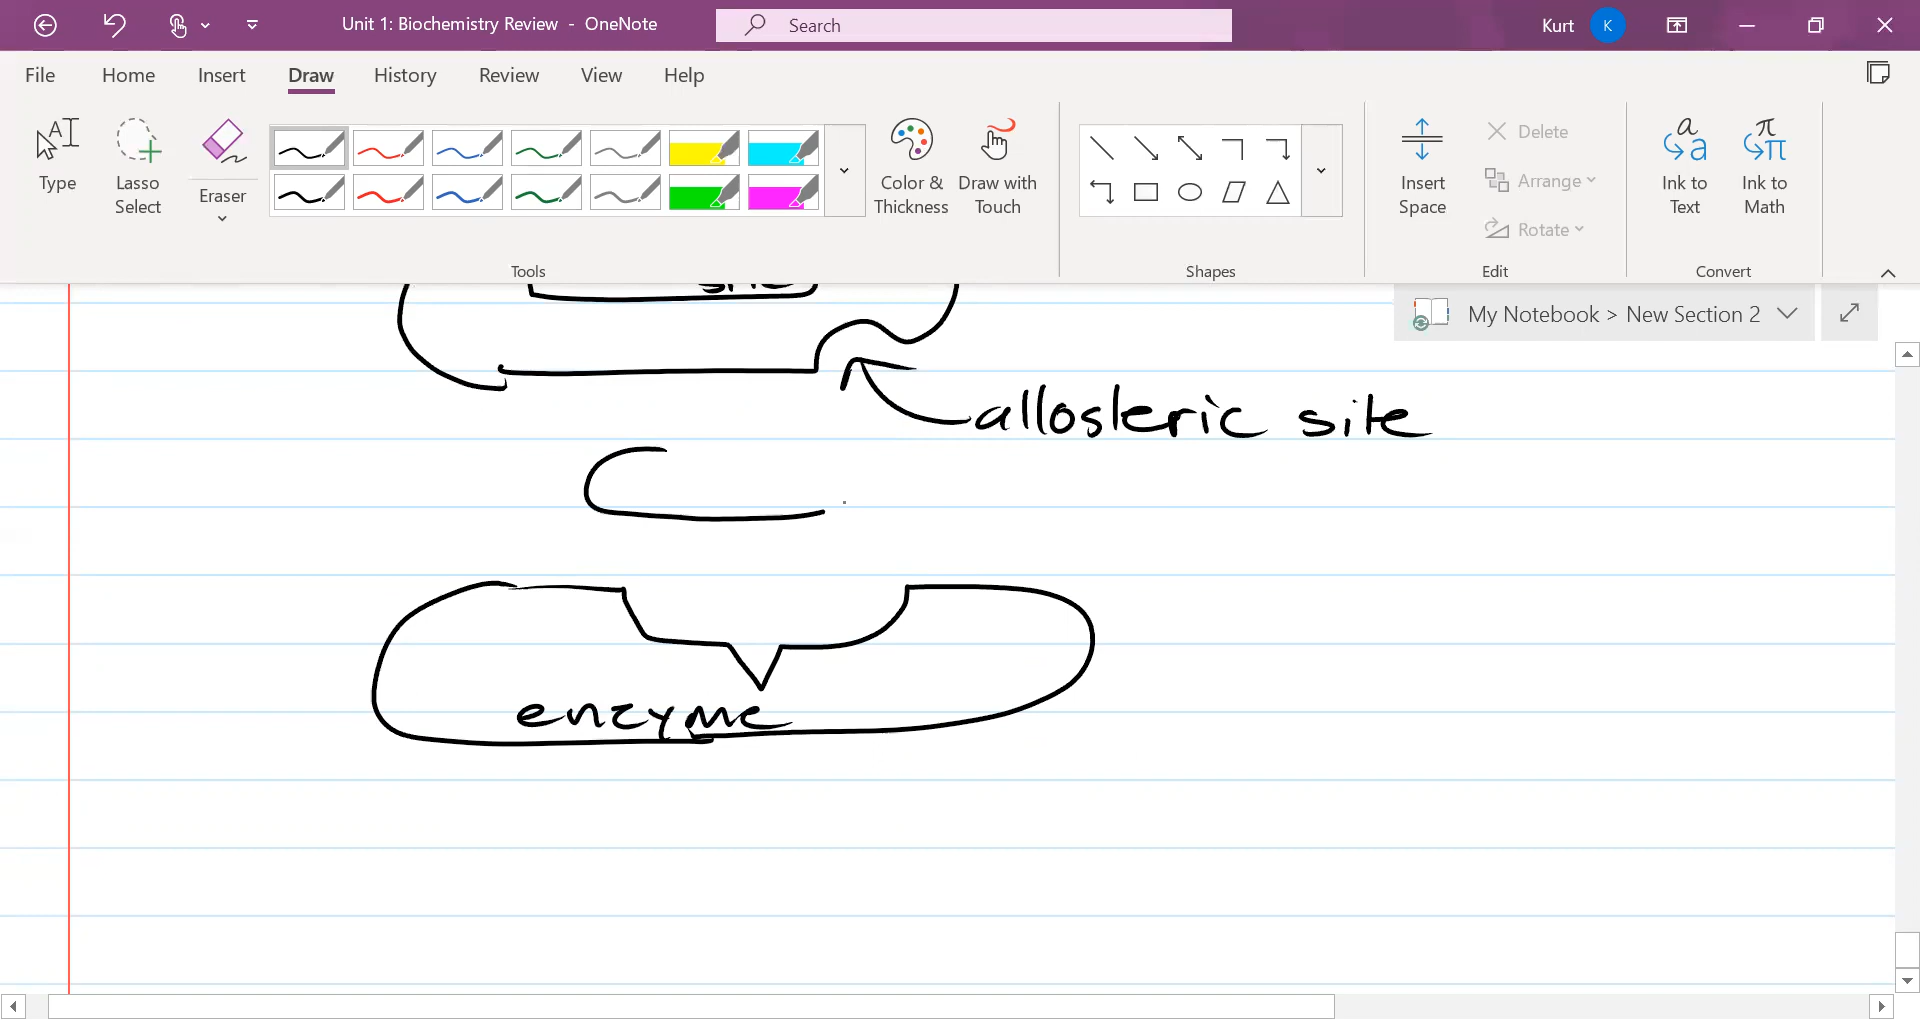 Unit 1: Biochemistry Review - OneNote
Search
Kurt
K
File
Home
Insert
Draw
History
Review
View
Help
Type
Lasso
Select
Eraser
Color &
Thickness
Draw with
Touch
Insert
Space
Delete
Arrange
Rotate
Ink to
Text
Ink to
Math
Tools
Shapes
Edit
Convert
My Notebook > New Section 2
site
allosteric site
enzyme